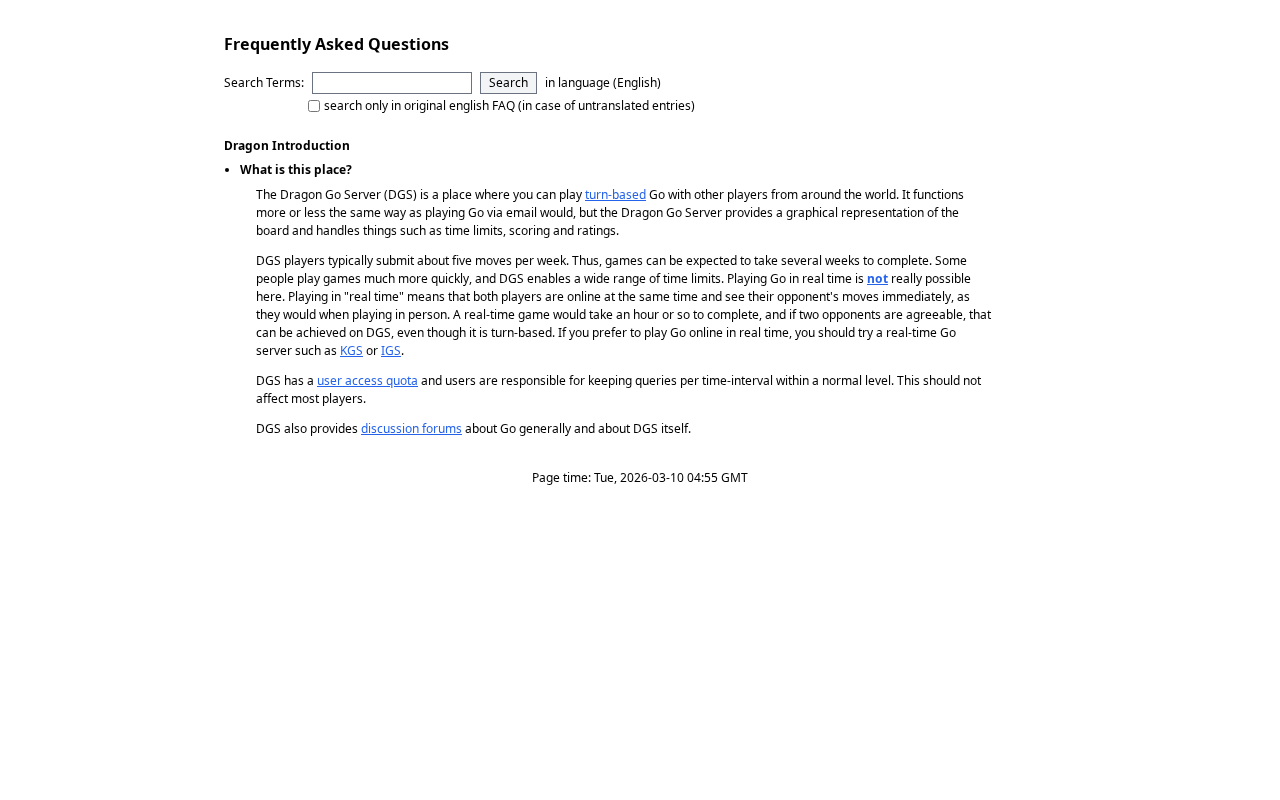 Frequently Asked Questions
Search Terms: Search in language (English)
search only in original english FAQ (in case of untranslated entries)
Dragon Introduction
• What is this place?
The Dragon Go Server (DGS) is a place where you can play turn-based Go with other players from around the world. It functions
more or less the same way as playing Go via email would, but the Dragon Go Server provides a graphical representation of the
board and handles things such as time limits, scoring and ratings.
DGS players typically submit about five moves per week. Thus, games can be expected to take several weeks to complete. Some
people play games much more quickly, and DGS enables a wide range of time limits. Playing Go in real time is not really possible
here. Playing in "real time" means that both players are online at the same time and see their opponent's moves immediately, as
they would when playing in person. A real-time game would take an hour or so to complete, and if two opponents are agreeable, that
can be achieved on DGS, even though it is turn-based. If you prefer to play Go online in real time, you should try a real-time Go
server such as KGS or IGS.
DGS has a user access quota and users are responsible for keeping queries per time-interval within a normal level. This should not
affect most players.
DGS also provides discussion forums about Go generally and about DGS itself.
Page time: Tue, 2026-03-10 04:55 GMT